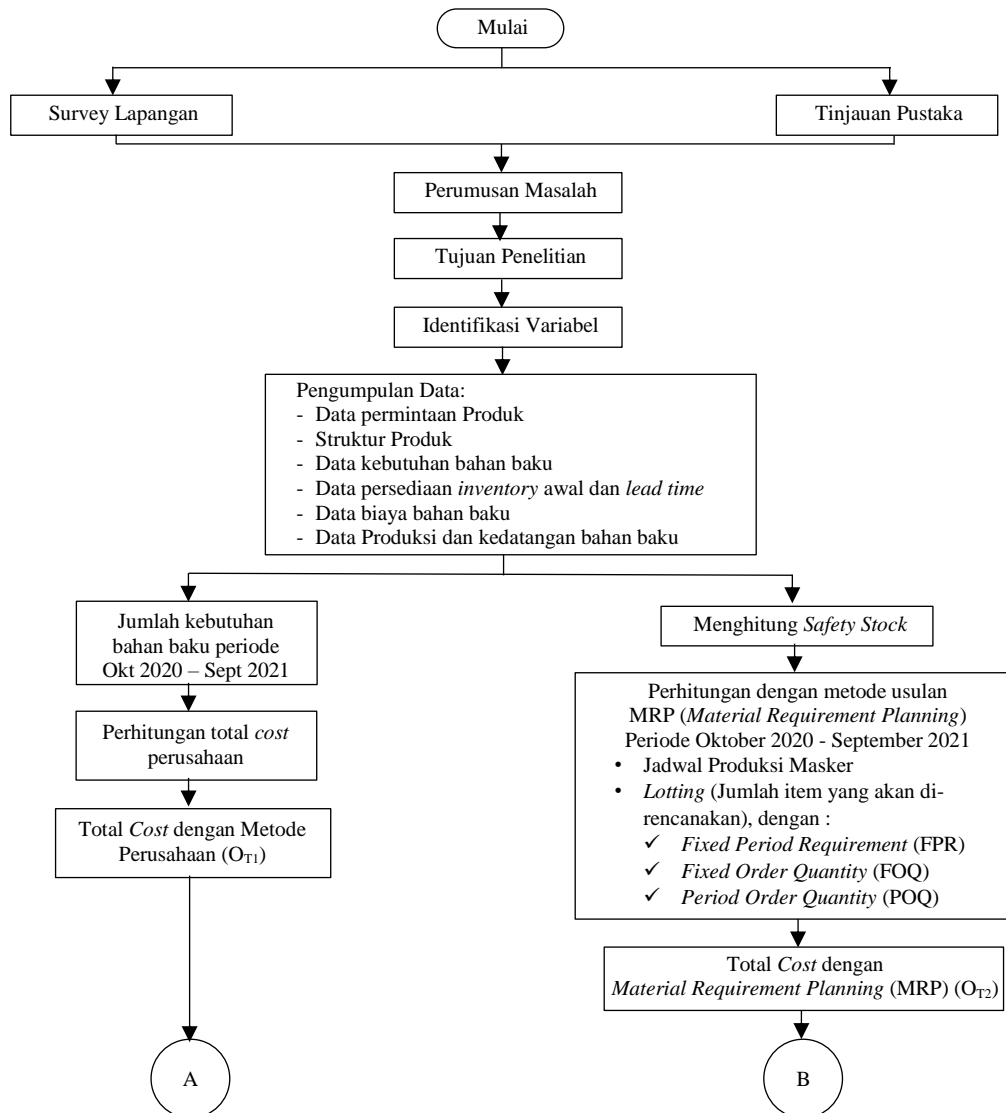 Mulai
Survey Lapangan
Tinjauan Pustaka
Perumusan Masalah
Tujuan Penelitian
Identifikasi Variabel
Pengumpulan Data:
- Data permintaan Produk
- Struktur Produk
- Data kebutuhan bahan baku
- Data persediaan inventory awal dan lead time
- Data biaya bahan baku
- Data Produksi dan kedatangan bahan baku
Jumlah kebutuhan
bahan baku periode
Okt 2020 – Sept 2021
Perhitungan total cost
perusahaan
Total Cost dengan Metode
Perusahaan (OT1)
A
Menghitung Safety Stock
Perhitungan dengan metode usulan
MRP (Material Requirement Planning)
Periode Oktober 2020 - September 2021
• Jadwal Produksi Masker
• Lotting (Jumlah item yang akan di-
rencanakan), dengan :
✓ Fixed Period Requirement (FPR)
✓ Fixed Order Quantity (FOQ)
✓ Period Order Quantity (POQ)
Total Cost dengan
Material Requirement Planning (MRP) (OT2)
B